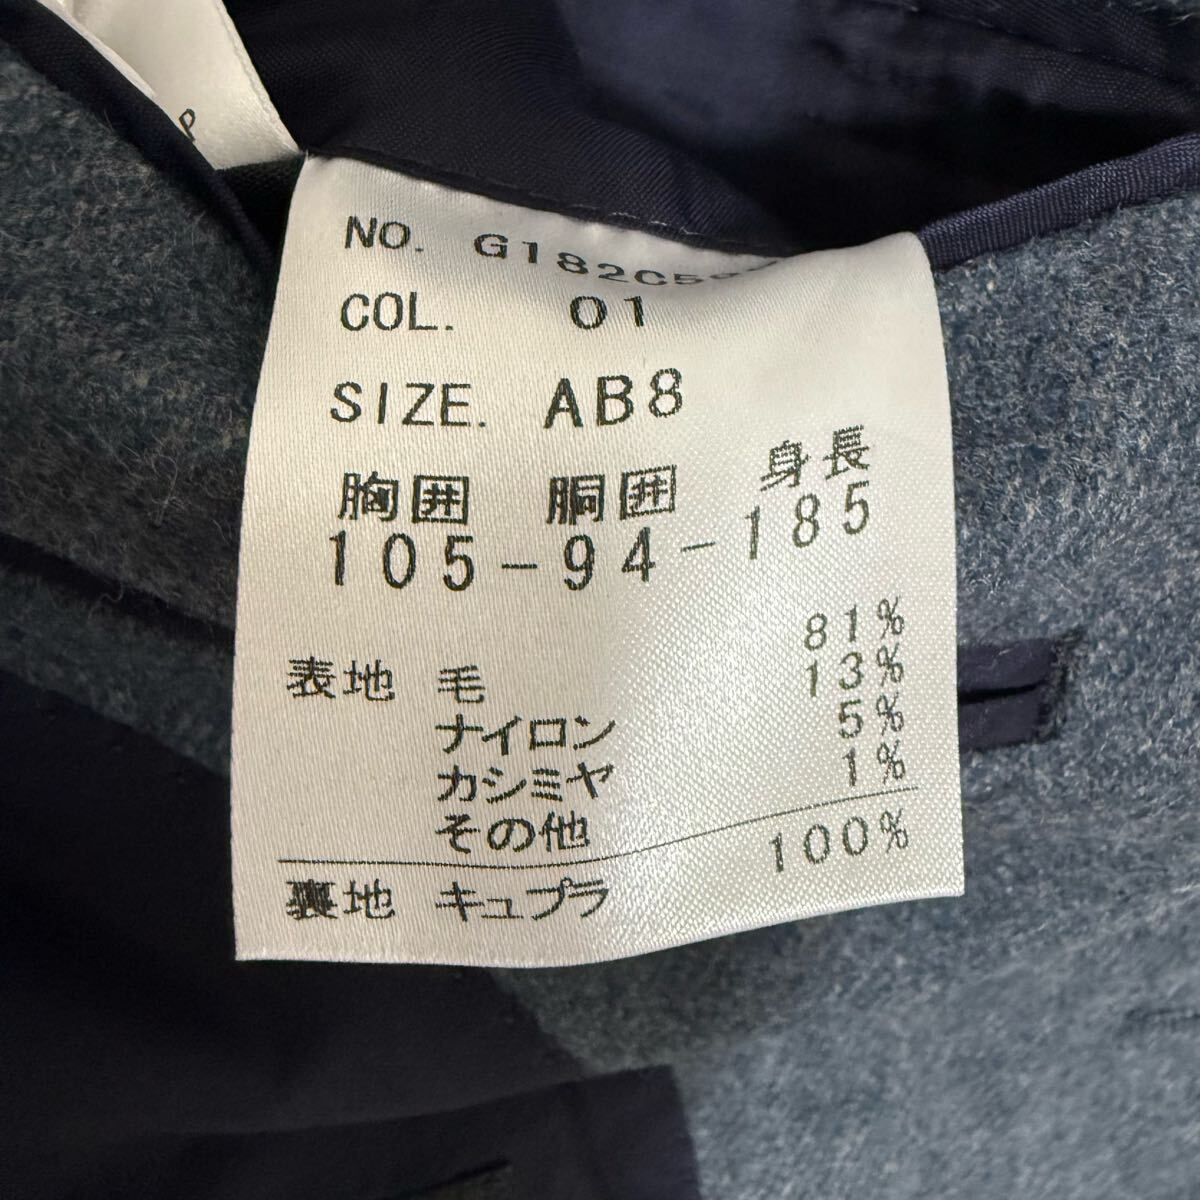 P
NO. G182C5
COL. 01
SIZE. AB8
胸囲 胴囲 身長
105-94-185
表地 毛 81%
ナイロン 13%
カシミヤ 5%
その他 1%
裏地 キュプラ 100%